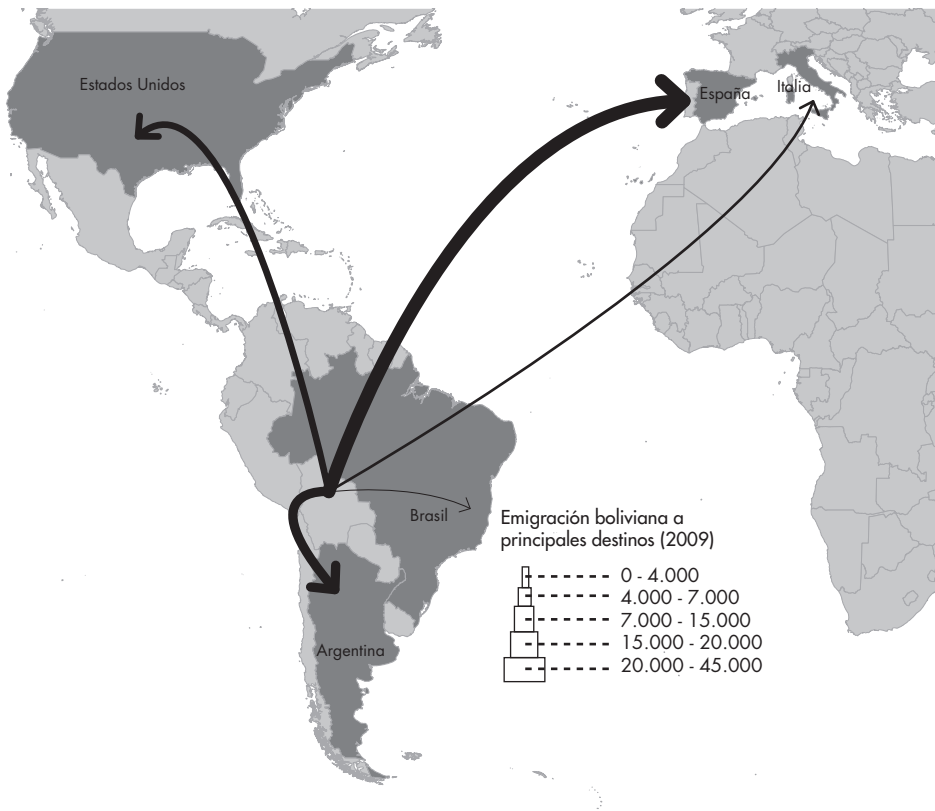 Estados Unidos
España
Italia
Brasil
Argentina
Emigración boliviana a
principales destinos (2009)
0 - 4.000
4.000 - 7.000
7.000 - 15.000
15.000 - 20.000
20.000 - 45.000